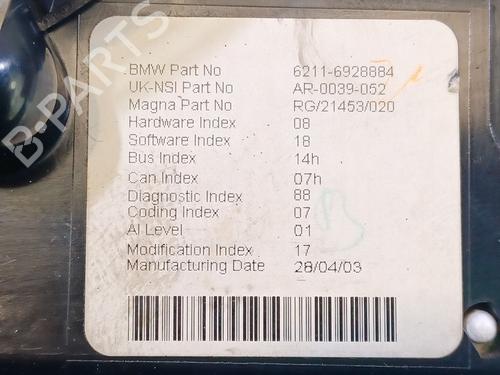 BMW Part No 6211-6928884
UK-NSI Part No AR-0039-052
Magna Part No RG/21453/020
Hardware Index 08
Software Index 18
Bus Index 14h
Can Index 07h
Diagnostic Index 88
Coding Index 07
AI Level 01
Modification Index 17
Manufacturing Date 28/04/03
B-PARTS